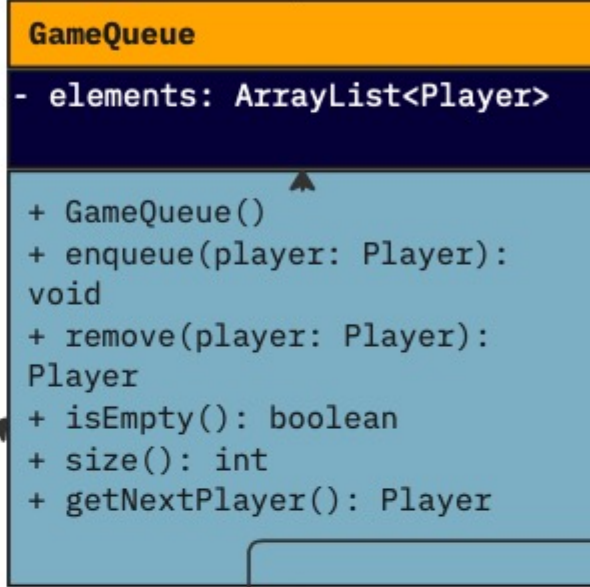 GameQueue
- elements: ArrayList<Player>
+ GameQueue()
+ enqueue(player: Player):
void
+ remove(player: Player):
Player
+ isEmpty(): boolean
+ size(): int
+ getNextPlayer(): Player